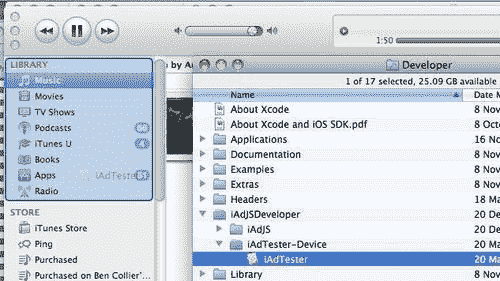 1:50
Developer
by A
1 of 17 selected, 25.09 GB available
LIBRARY
Music
Movies
TV Shows
Podcasts
iTunes U
Books
Apps
iAdTester
Radio
STORE
iTunes Store
Ping
Purchased
Purchased on Ben Collier'...
Name
Date M
About Xcode
8 Nov
About Xcode and iOS SDK.pdf
8 Oct
Applications
16 Nov
Documentation
8 Nov
Examples
8 Nov
Extras
8 Nov
Headers
18 Ma
iAdJSDeveloper
20 De
iAdJS
20 De
iAdTester-Device
20 De
iAdTester
20 Ma
Library
8 Nov